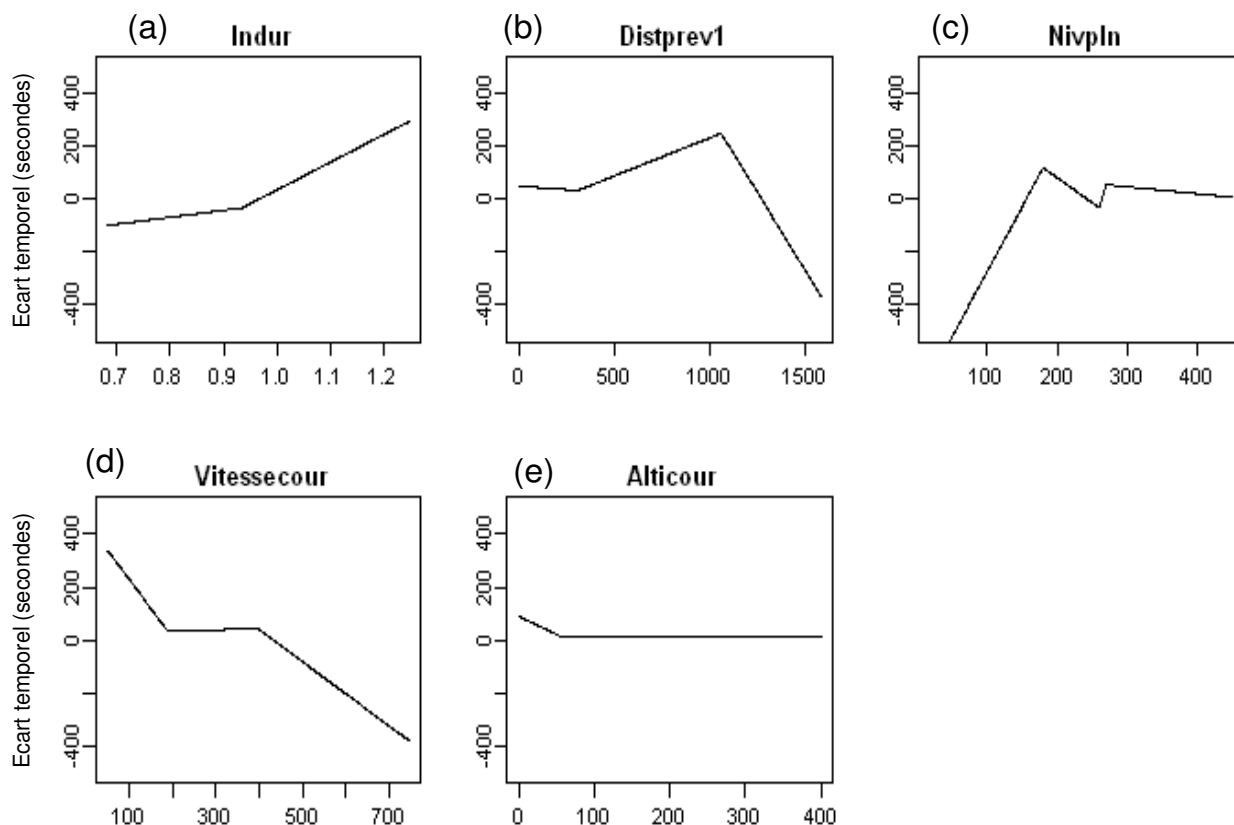 (a) Indur
(b) Distprev1
(c) Nivpln
Ecart temporel (secondes)
400
200
0
-400
0.7 0.8 0.9 1.0 1.1 1.2
400
200
0
-400
0 500 1000 1500
400
200
0
-400
100 200 300 400
(d) Vitessecour
(e) Alticour
Ecart temporel (secondes)
400
200
0
-400
100 300 500 700
400
200
0
-400
0 100 200 300 400